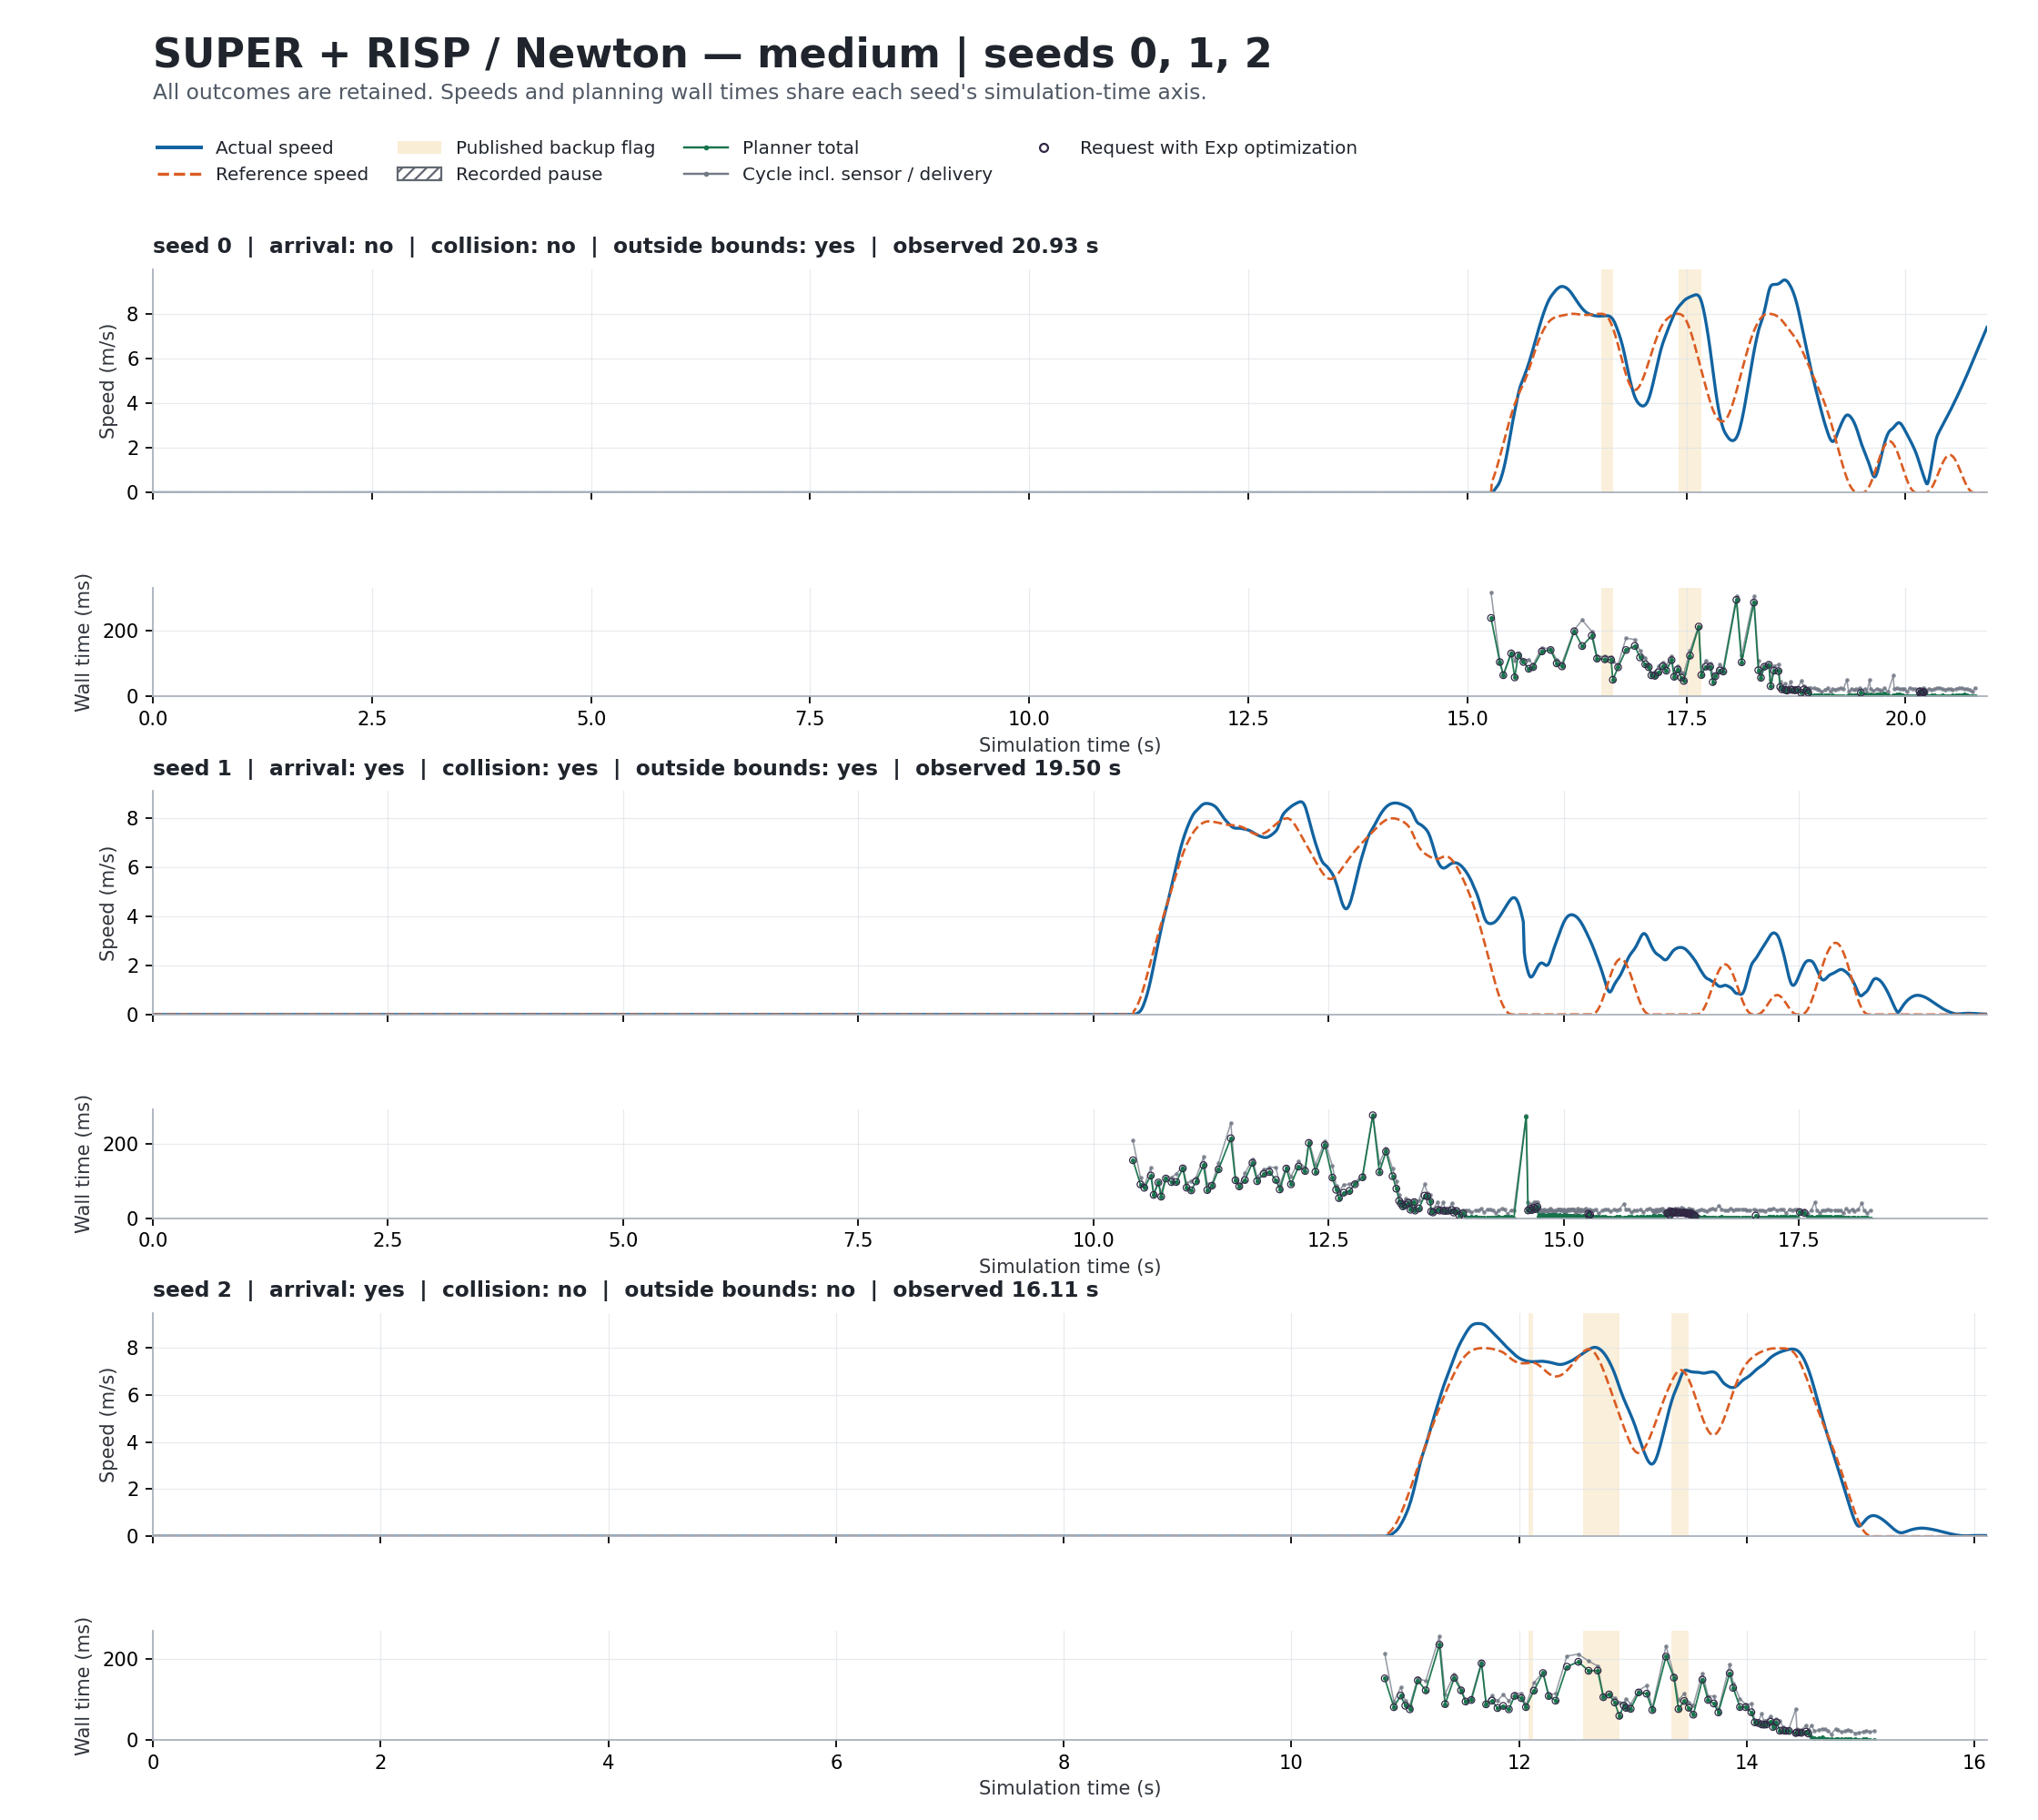 SUPER + RISP / Newton — medium | seeds 0, 1, 2
All outcomes are retained. Speeds and planning wall times share each seed's simulation-time axis.
Actual speed
Published backup flag
Planner total
Request with Exp optimization
Reference speed
Recorded pause
Cycle incl. sensor / delivery
seed 0 | arrival: no | collision: no | outside bounds: yes | observed 20.93 s
Speed (m/s)
8
6
4
2
0
Wall time (ms)
200
0
0.0 2.5 5.0 7.5 10.0 12.5 15.0 17.5 20.0
Simulation time (s)
seed 1 | arrival: yes | collision: yes | outside bounds: yes | observed 19.50 s
Speed (m/s)
8
6
4
2
0
Wall time (ms)
200
0
0.0 2.5 5.0 7.5 10.0 12.5 15.0 17.5
Simulation time (s)
seed 2 | arrival: yes | collision: no | outside bounds: no | observed 16.11 s
Speed (m/s)
8
6
4
2
0
Wall time (ms)
200
0
0 2 4 6 8 10 12 14 16
Simulation time (s)